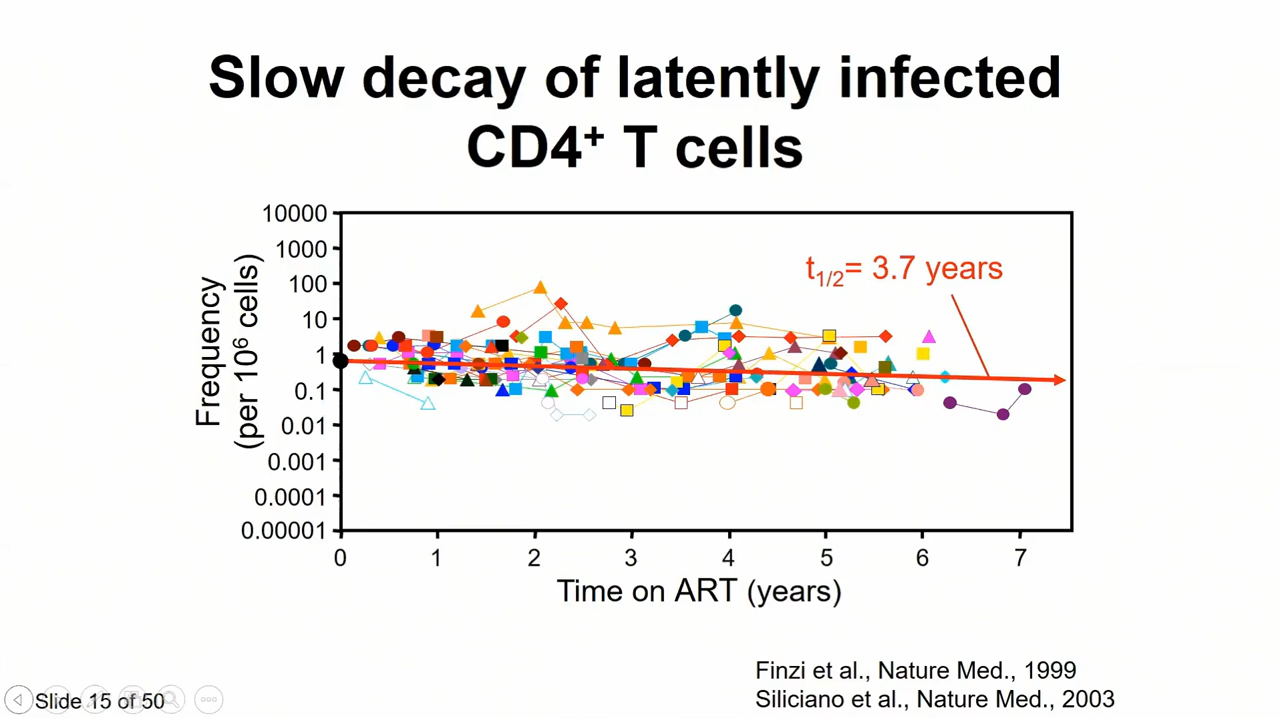 Slow decay of latently infected
CD4⁺ T cells
Frequency
(per 10⁶ cells)
10000
1000
100
10
1
0.1
0.01
0.001
0.0001
0.00001
t₁/₂= 3.7 years
0 1 2 3 4 5 6 7
Time on ART (years)
Finzi et al., Nature Med., 1999
Siliciano et al., Nature Med., 2003
Slide 15 of 50